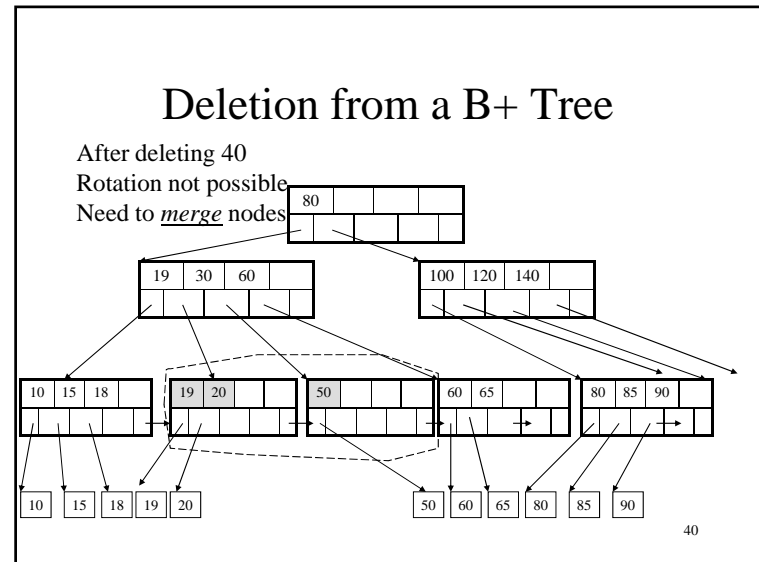 Deletion from a B+ Tree
After deleting 40
Rotation not possible
Need to merge nodes
80
19 30 60
100 120 140
10 15 18
19 20
50
60 65
80 85 90
10 15 18 19 20 50 60 65 80 85 90
40